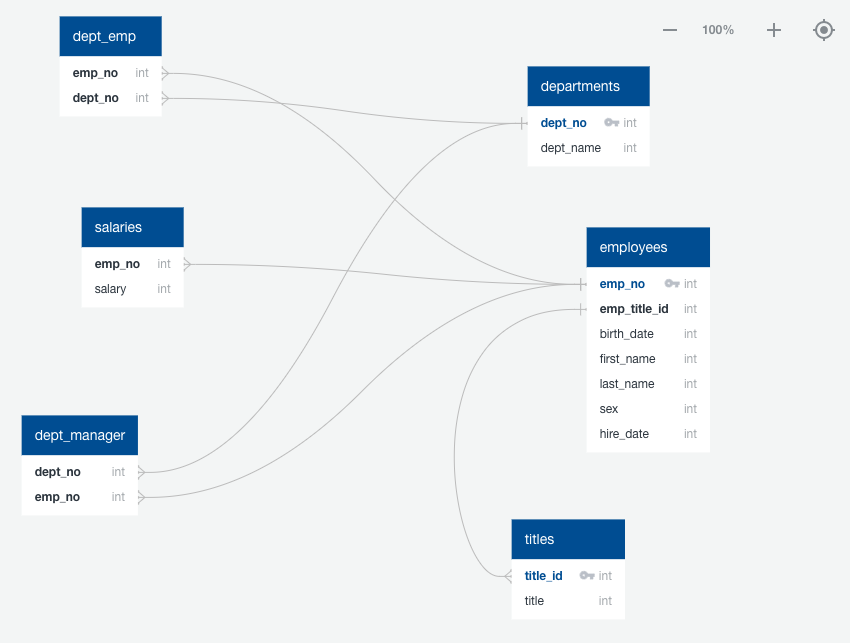 dept_emp
emp_no int
dept_no int
100%
departments
dept_no int
dept_name int
salaries
emp_no int
salary int
employees
emp_no int
emp_title_id int
birth_date int
first_name int
last_name int
sex int
hire_date int
dept_manager
dept_no int
emp_no int
titles
title_id int
title int